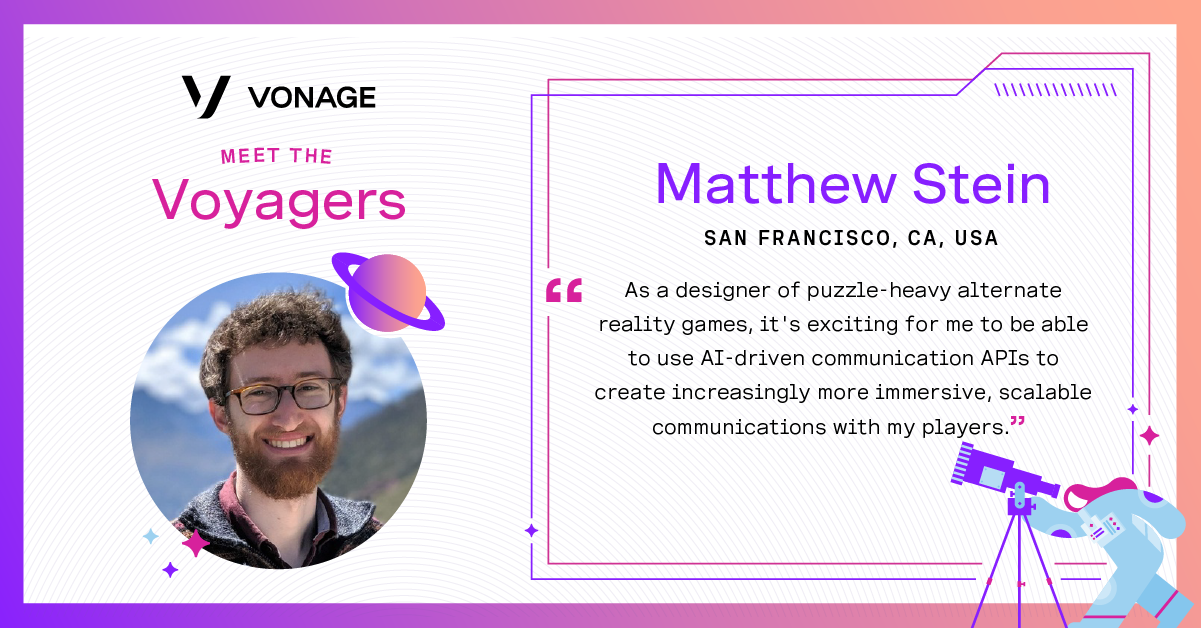 VONAGE
MEET THE
Voyagers
Matthew Stein
SAN FRANCISCO, CA, USA
“As a designer of puzzle-heavy alternate
reality games, it's exciting for me to be able
to use AI-driven communication APIs to
create increasingly more immersive, scalable
communications with my players.”